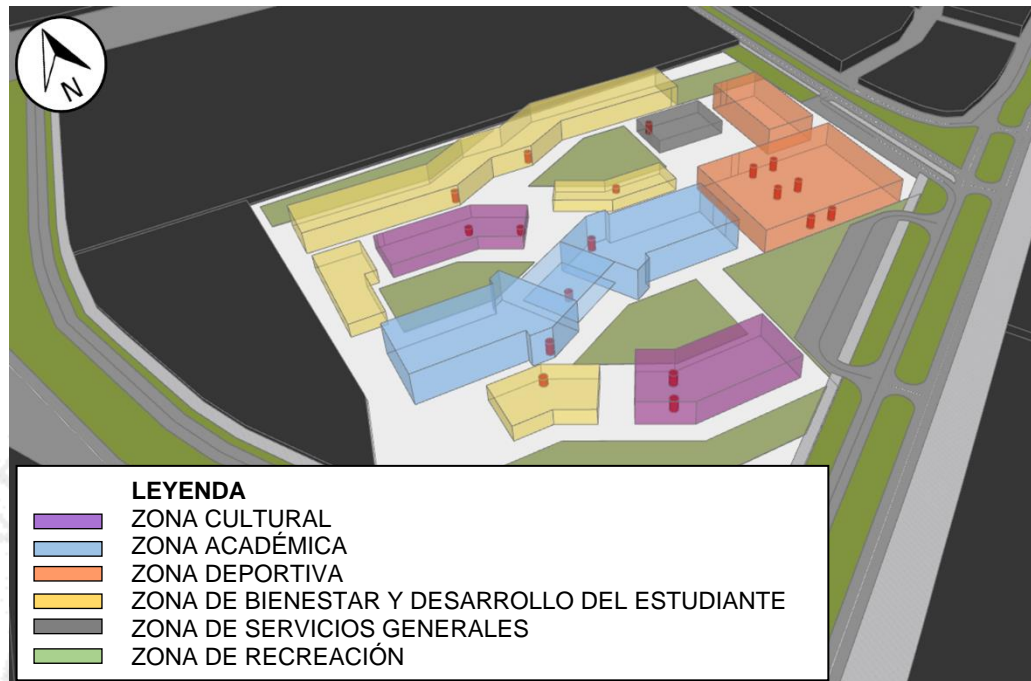 N
LEYENDA
ZONA CULTURAL
ZONA ACADÉMICA
ZONA DEPORTIVA
ZONA DE BIENESTAR Y DESARROLLO DEL ESTUDIANTE
ZONA DE SERVICIOS GENERALES
ZONA DE RECREACIÓN